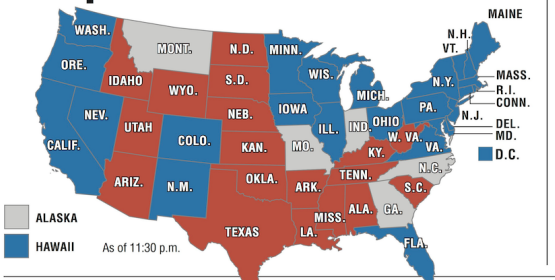 MAINE
WASH.
N.H.
VT.
MONT.
N.D.
MINN.
ORE.
IDAHO
S.D.
WIS.
N.Y.
MASS.
R.I.
CONN.
WYO.
MICH.
PA.
N.J.
NEV.
NEB.
IOWA
ILL.
IND.
OHIO
DEL.
MD.
UTAH
COLO.
CALIF.
KAN.
MO.
W. VA.
VA.
KY.
D.C.
N.C.
TENN.
ARIZ.
N.M.
OKLA.
ARK.
S.C.
MISS.
ALA.
GA.
ALASKA
TEXAS
LA.
HAWAII
As of 11:30 p.m.
FLA.